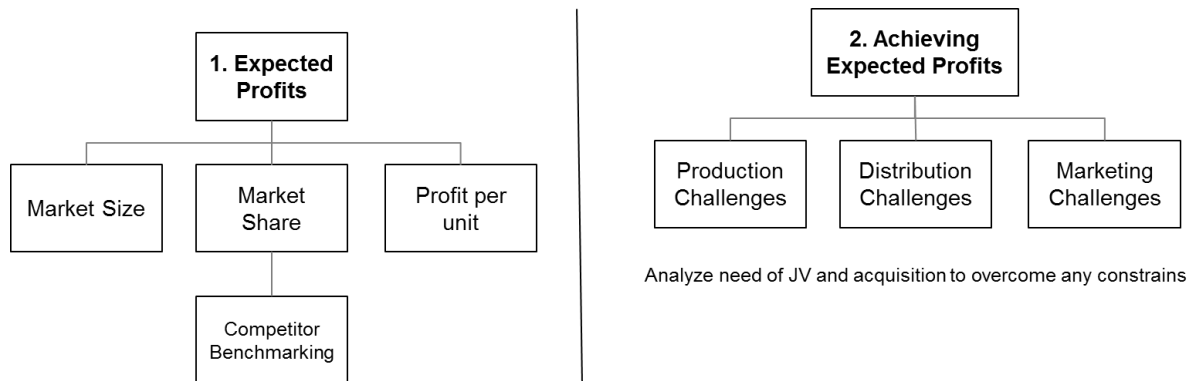 1. Expected
Profits
Market Size
Market
Share
Profit per
unit
Competitor
Benchmarking
2. Achieving
Expected Profits
Production
Challenges
Distribution
Challenges
Marketing
Challenges
Analyze need of JV and acquisition to overcome any constrains